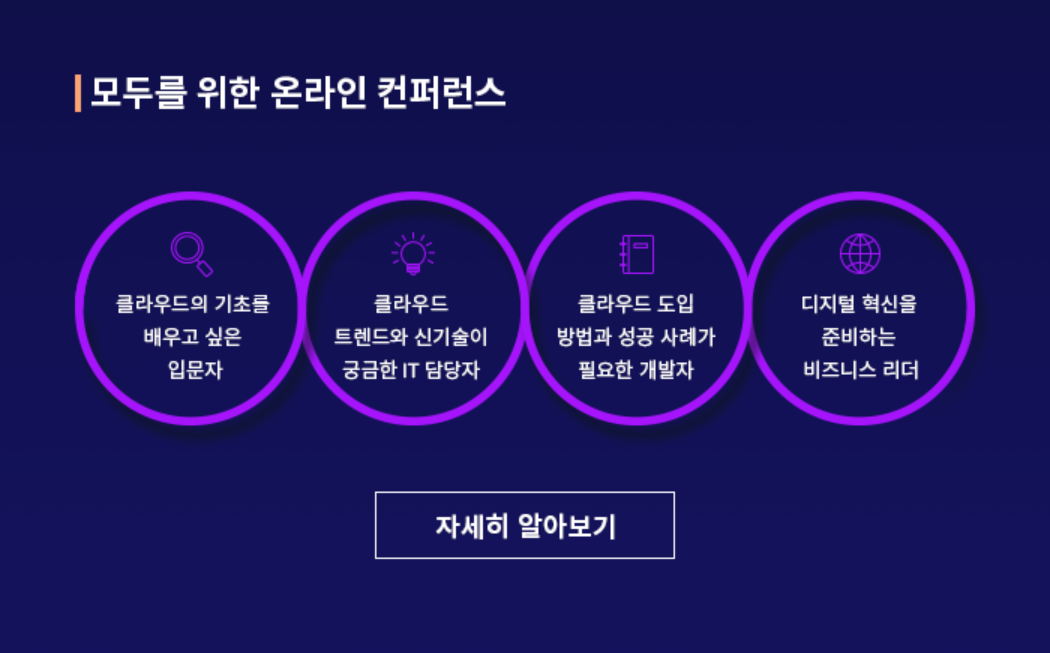 모두를 위한 온라인 컨퍼런스
클라우드의 기초를
배우고 싶은
입문자
클라우드
트렌드와 신기술이
궁금한 IT 담당자
클라우드 도입
방법과 성공 사례가
필요한 개발자
디지털 혁신을
준비하는
비즈니스 리더
자세히 알아보기